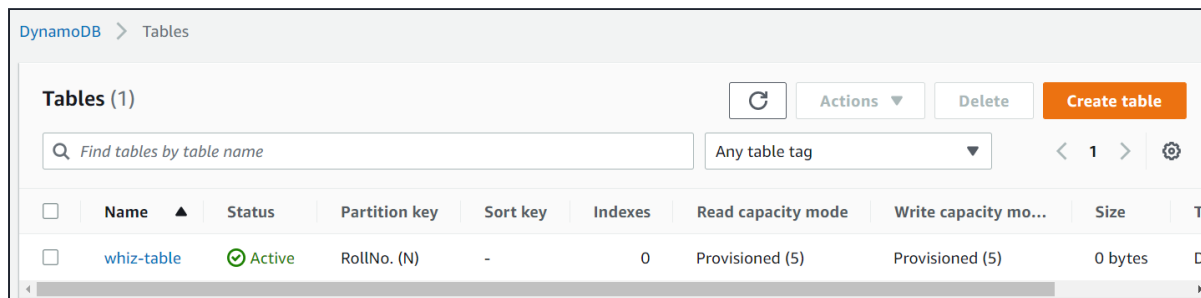 DynamoDB > Tables
Tables (1)
Actions ▼ Delete Create table
Find tables by table name Any table tag ▼ < 1 >
Name ▲ Status Partition key Sort key Indexes Read capacity mode Write capacity mo... Size T
whiz-table Active RollNo. (N) - 0 Provisioned (5) Provisioned (5) 0 bytes D